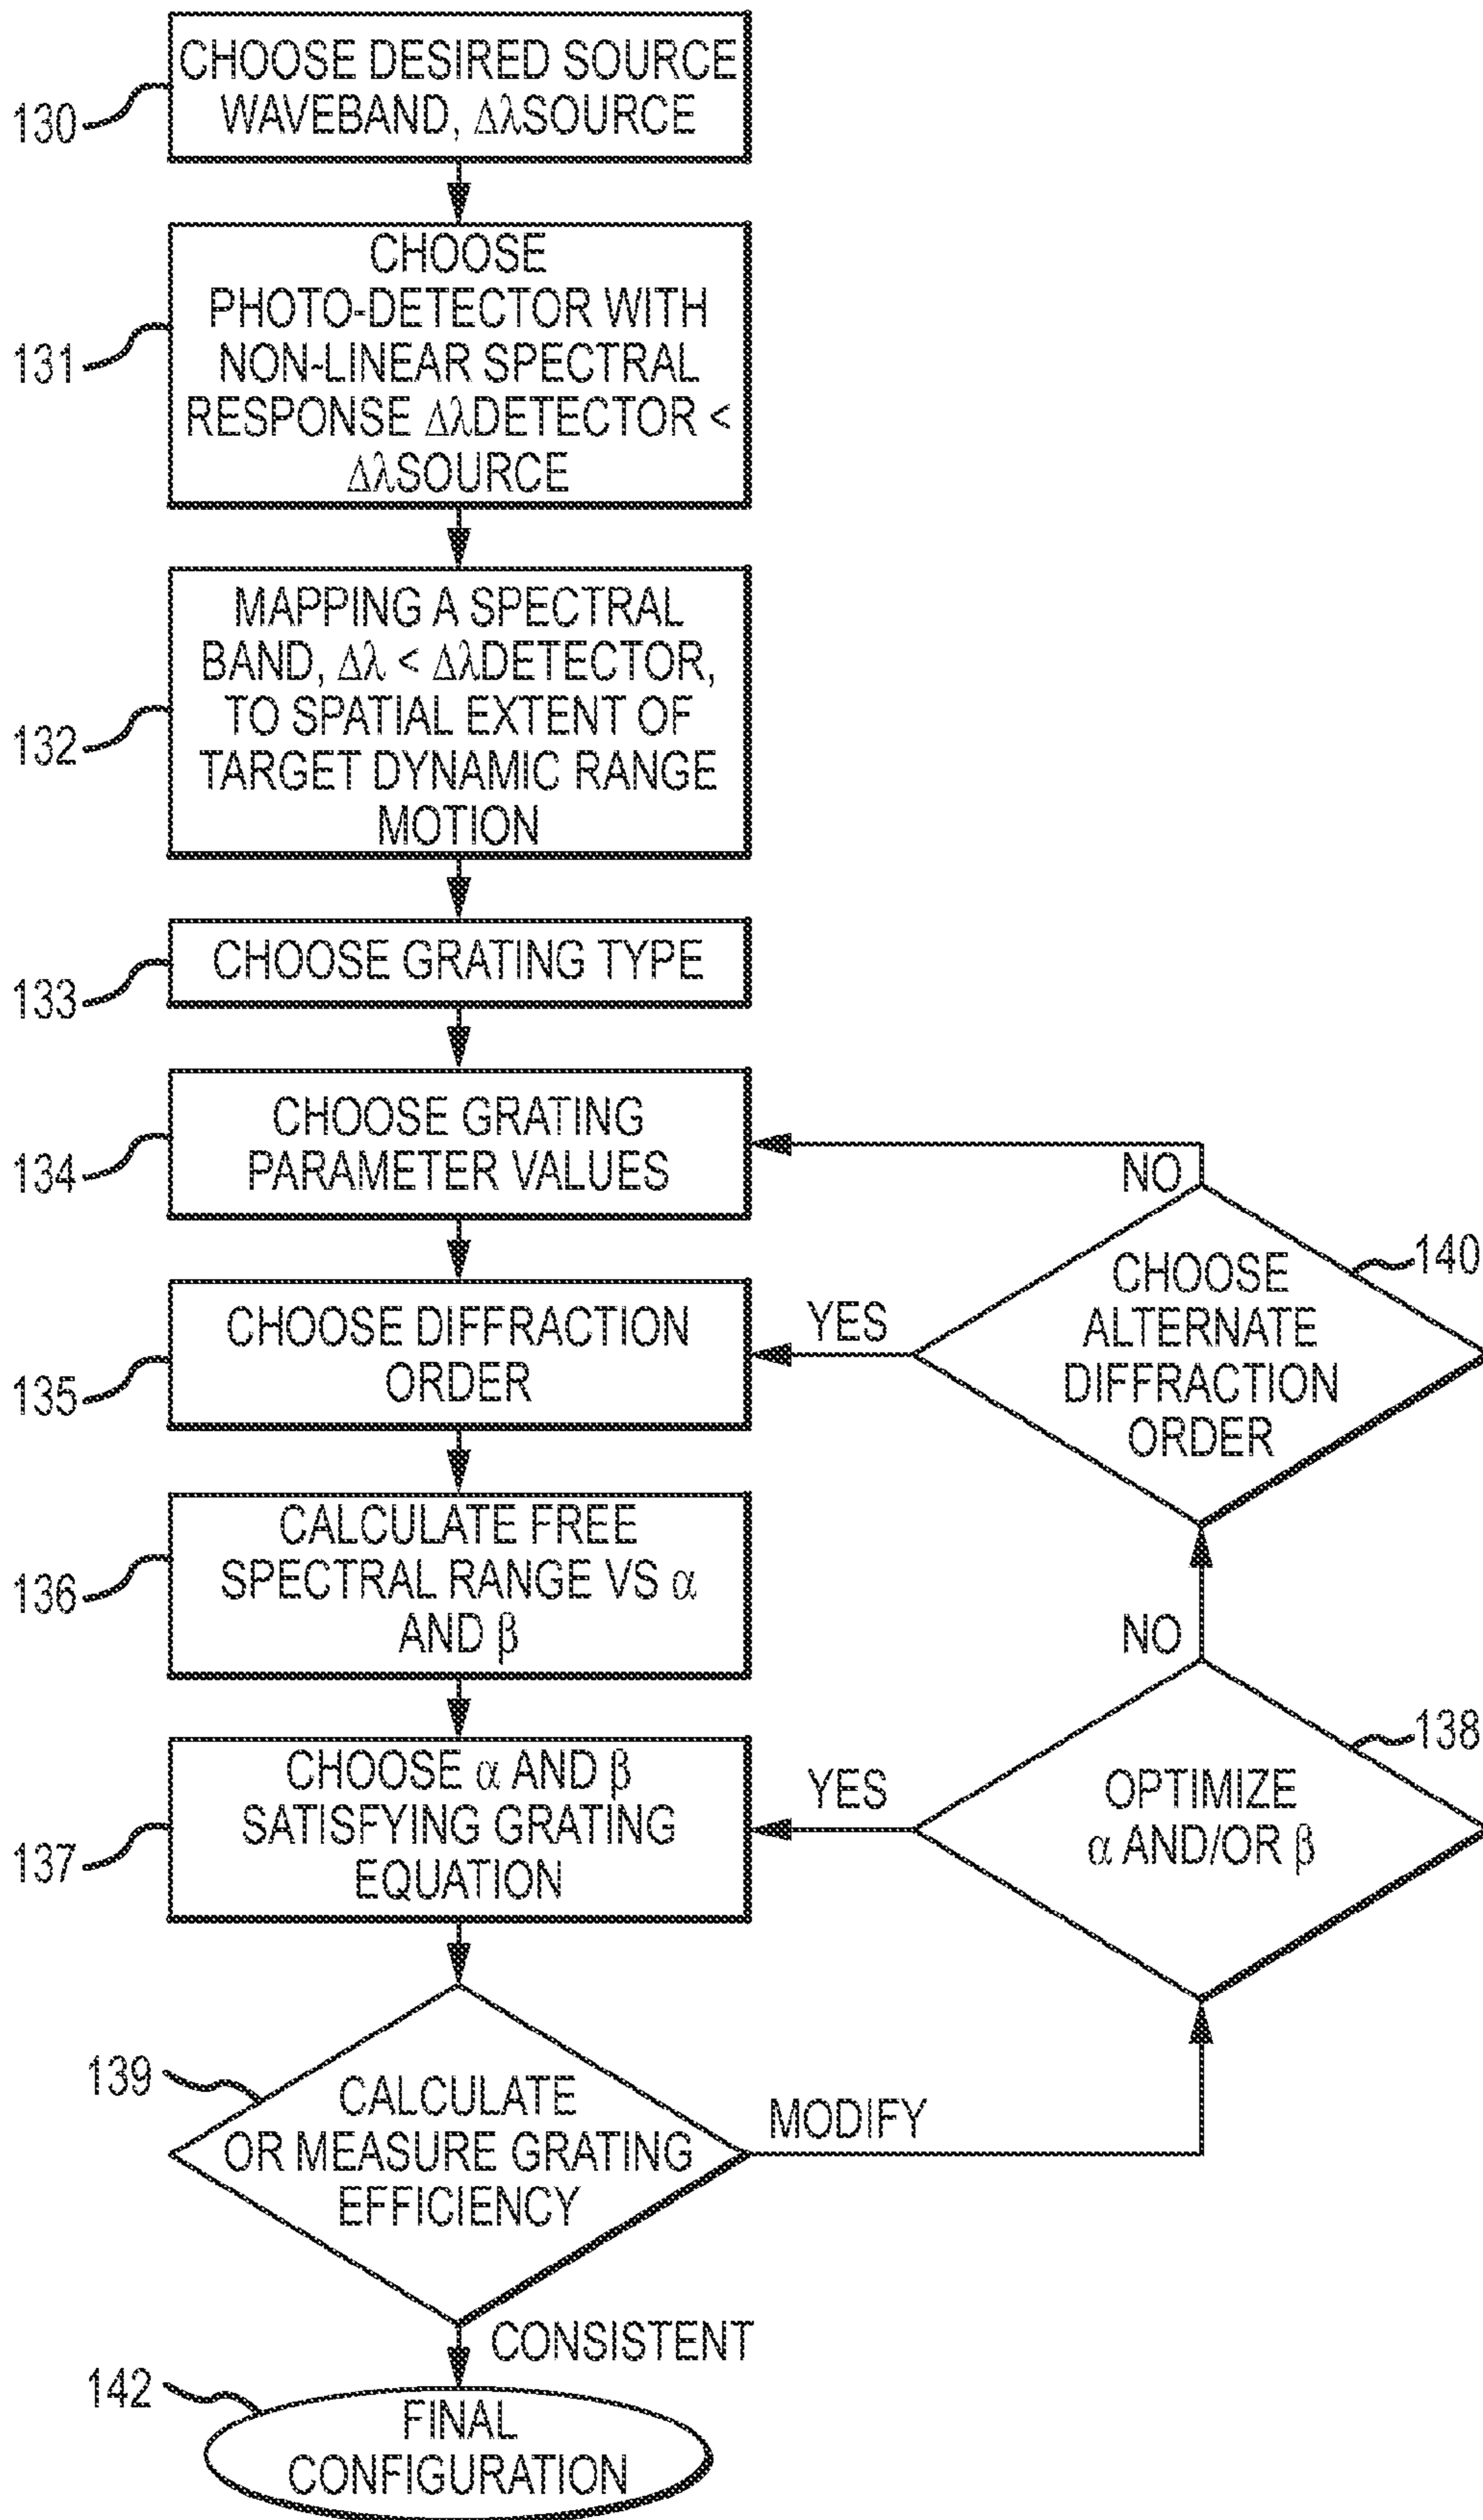 CHOOSE DESIRED SOURCE
WAVEBAND, ΔλSOURCE
130
CHOOSE
PHOTO-DETECTOR WITH
NON-LINEAR SPECTRAL
RESPONSE ΔλDETECTOR <
ΔλSOURCE
131
MAPPING A SPECTRAL
BAND, Δλ < ΔλDETECTOR,
TO SPATIAL EXTENT OF
TARGET DYNAMIC RANGE
MOTION
132
CHOOSE GRATING TYPE
133
CHOOSE GRATING
PARAMETER VALUES
134
NO
CHOOSE
ALTERNATE
DIFFRACTION
ORDER
140
YES
CHOOSE DIFFRACTION
ORDER
135
CALCULATE FREE
SPECTRAL RANGE VS α
AND β
136
NO
CHOOSE α AND β
SATISFYING GRATING
EQUATION
137
YES
OPTIMIZE
α AND/OR β
138
139
CALCULATE
OR MEASURE GRATING
EFFICIENCY
MODIFY
CONSISTENT
142
FINAL
CONFIGURATION